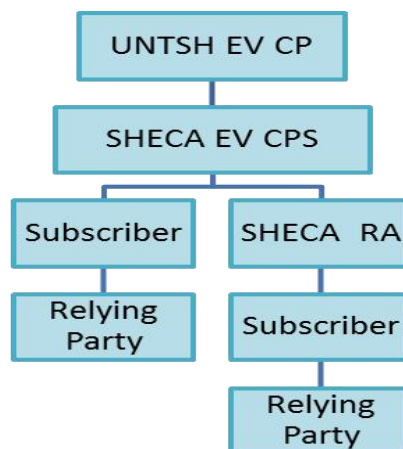 UNTSH EV CP
SHECA EV CPS
Subscriber
SHECA RA
Relying
Party
Subscriber
Relying
Party